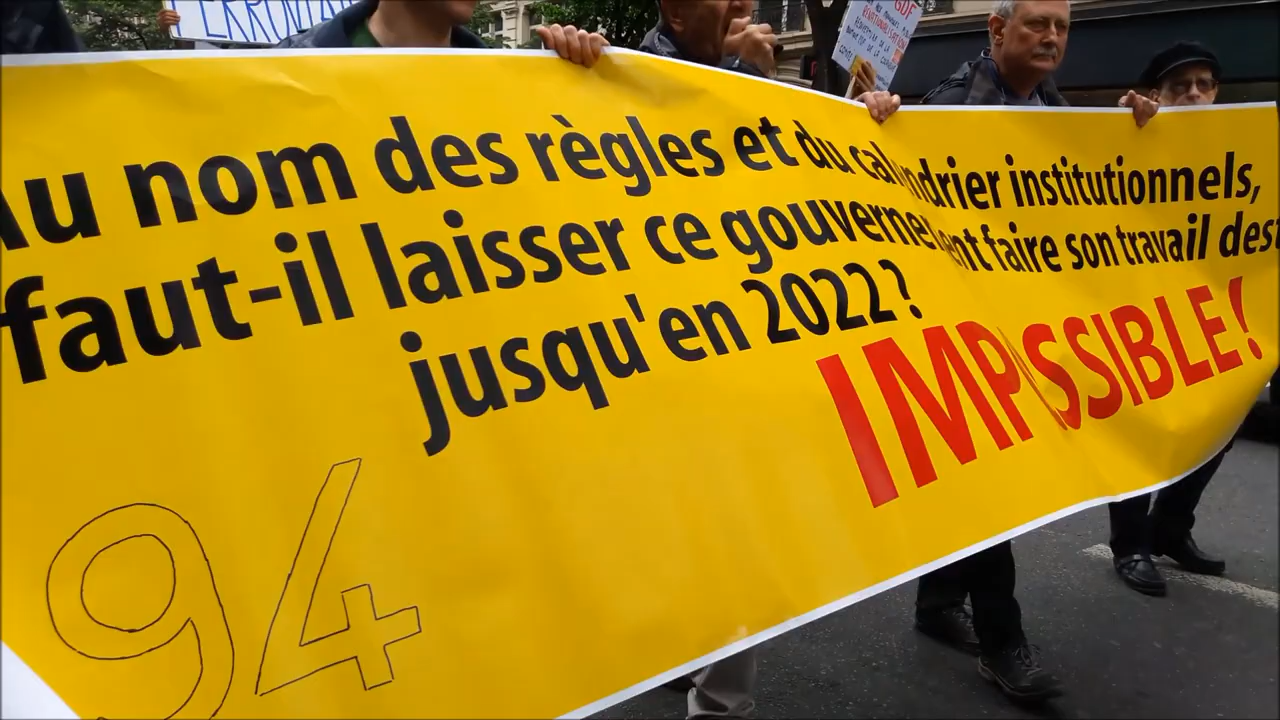 GDF
Au nom des règles et du calendrier institutionnels,
faut-il laisser ce gouvernement faire son travail dest
jusqu'en 2022 ?
IMPOSSIBLE !
94